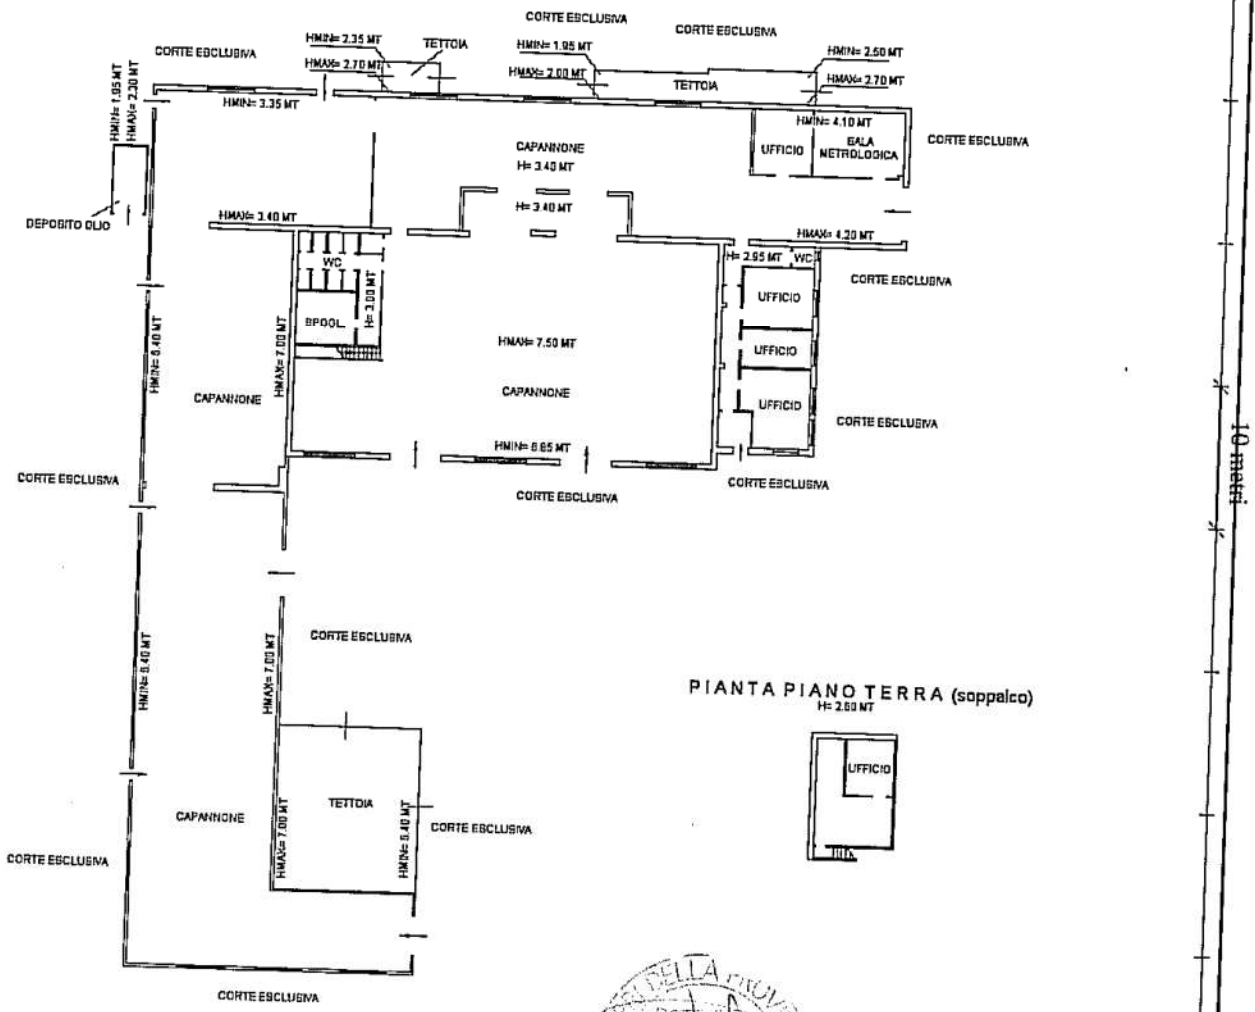 CORTE ESCLUSIVA
CORTE ESCLUSIVA
CORTE ESCLUSIVA
HMIN= 2.35 MT
TETTOIA
HMAX= 2.70 MT
HMIN= 1.95 MT
HMAX= 2.00 MT
TETTOIA
HMIN= 2.50 MT
HMAX= 2.70 MT
HMIN= 1.95 MT
HMAX= 2.30 MT
HMIN= 3.35 MT
HMIN= 4.10 MT
CAPANNONE
H= 3.40 MT
UFFICIO
SALA
METROLOGICA
CORTE ESCLUSIVA
DEPOSITO OLIO
HMAX= 3.40 MT
H= 3.40 MT
HMAX= 4.20 MT
WC
H= 2.95 MT
WC
CORTE ESCLUSIVA
SPOGL.
H= 3.00 MT
UFFICIO
HMIN= 5.40 MT
HMAX= 7.00 MT
HMAX= 7.50 MT
UFFICIO
CAPANNONE
CAPANNONE
UFFICIO
CORTE ESCLUSIVA
HMIN= 6.85 MT
CORTE ESCLUSIVA
CORTE ESCLUSIVA
CORTE ESCLUSIVA
10 metri
CORTE ESCLUSIVA
HMIN= 5.40 MT
HMAX= 7.00 MT
PIANTA PIANO TERRA (soppalco)
H= 2.60 MT
UFFICIO
TETTOIA
CAPANNONE
HMAX= 7.00 MT
HMIN= 5.40 MT
CORTE ESCLUSIVA
CORTE ESCLUSIVA
CORTE ESCLUSIVA
DELLA